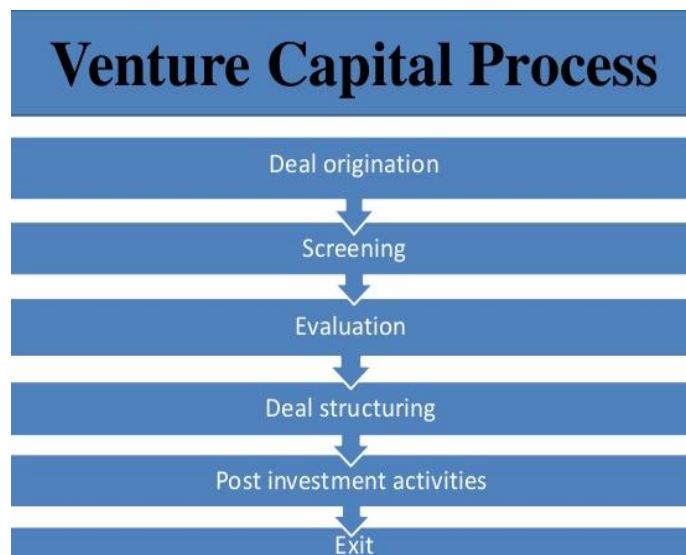 Venture Capital Process
Deal origination
Screening
Evaluation
Deal structuring
Post investment activities
Exit